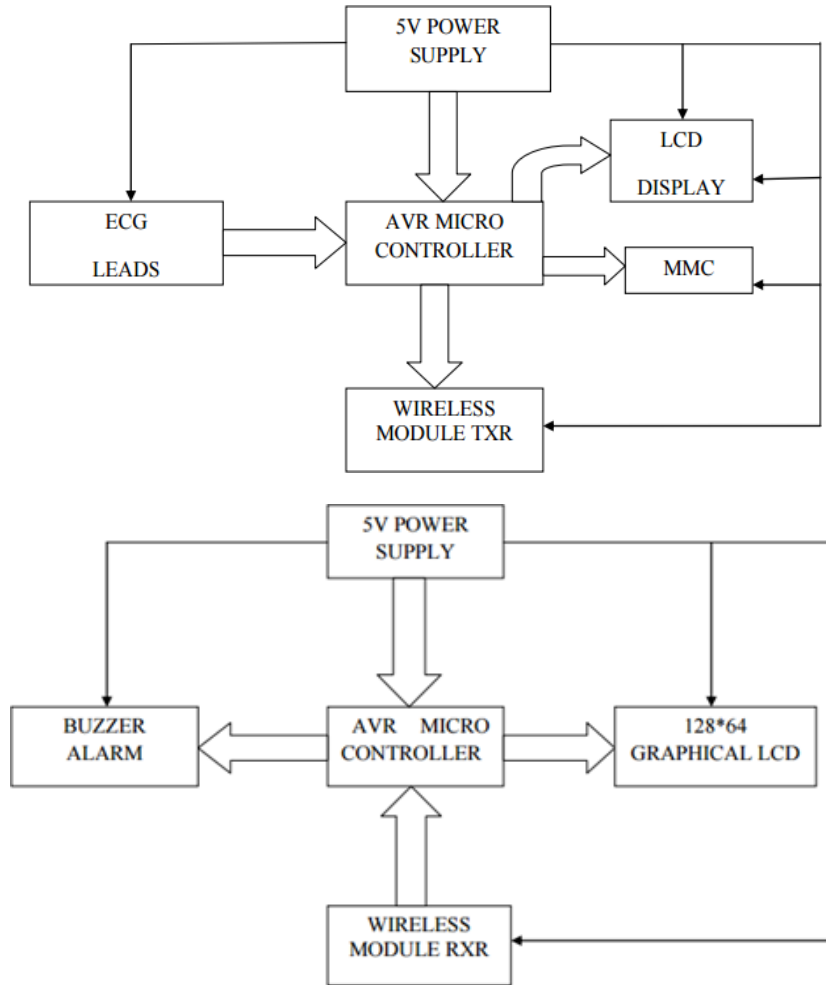 5V POWER
SUPPLY
LCD
DISPLAY
ECG
LEADS
AVR MICRO
CONTROLLER
MMC
WIRELESS
MODULE TXR
5V POWER
SUPPLY
BUZZER
ALARM
AVR MICRO
CONTROLLER
128*64
GRAPHICAL LCD
WIRELESS
MODULE RXR